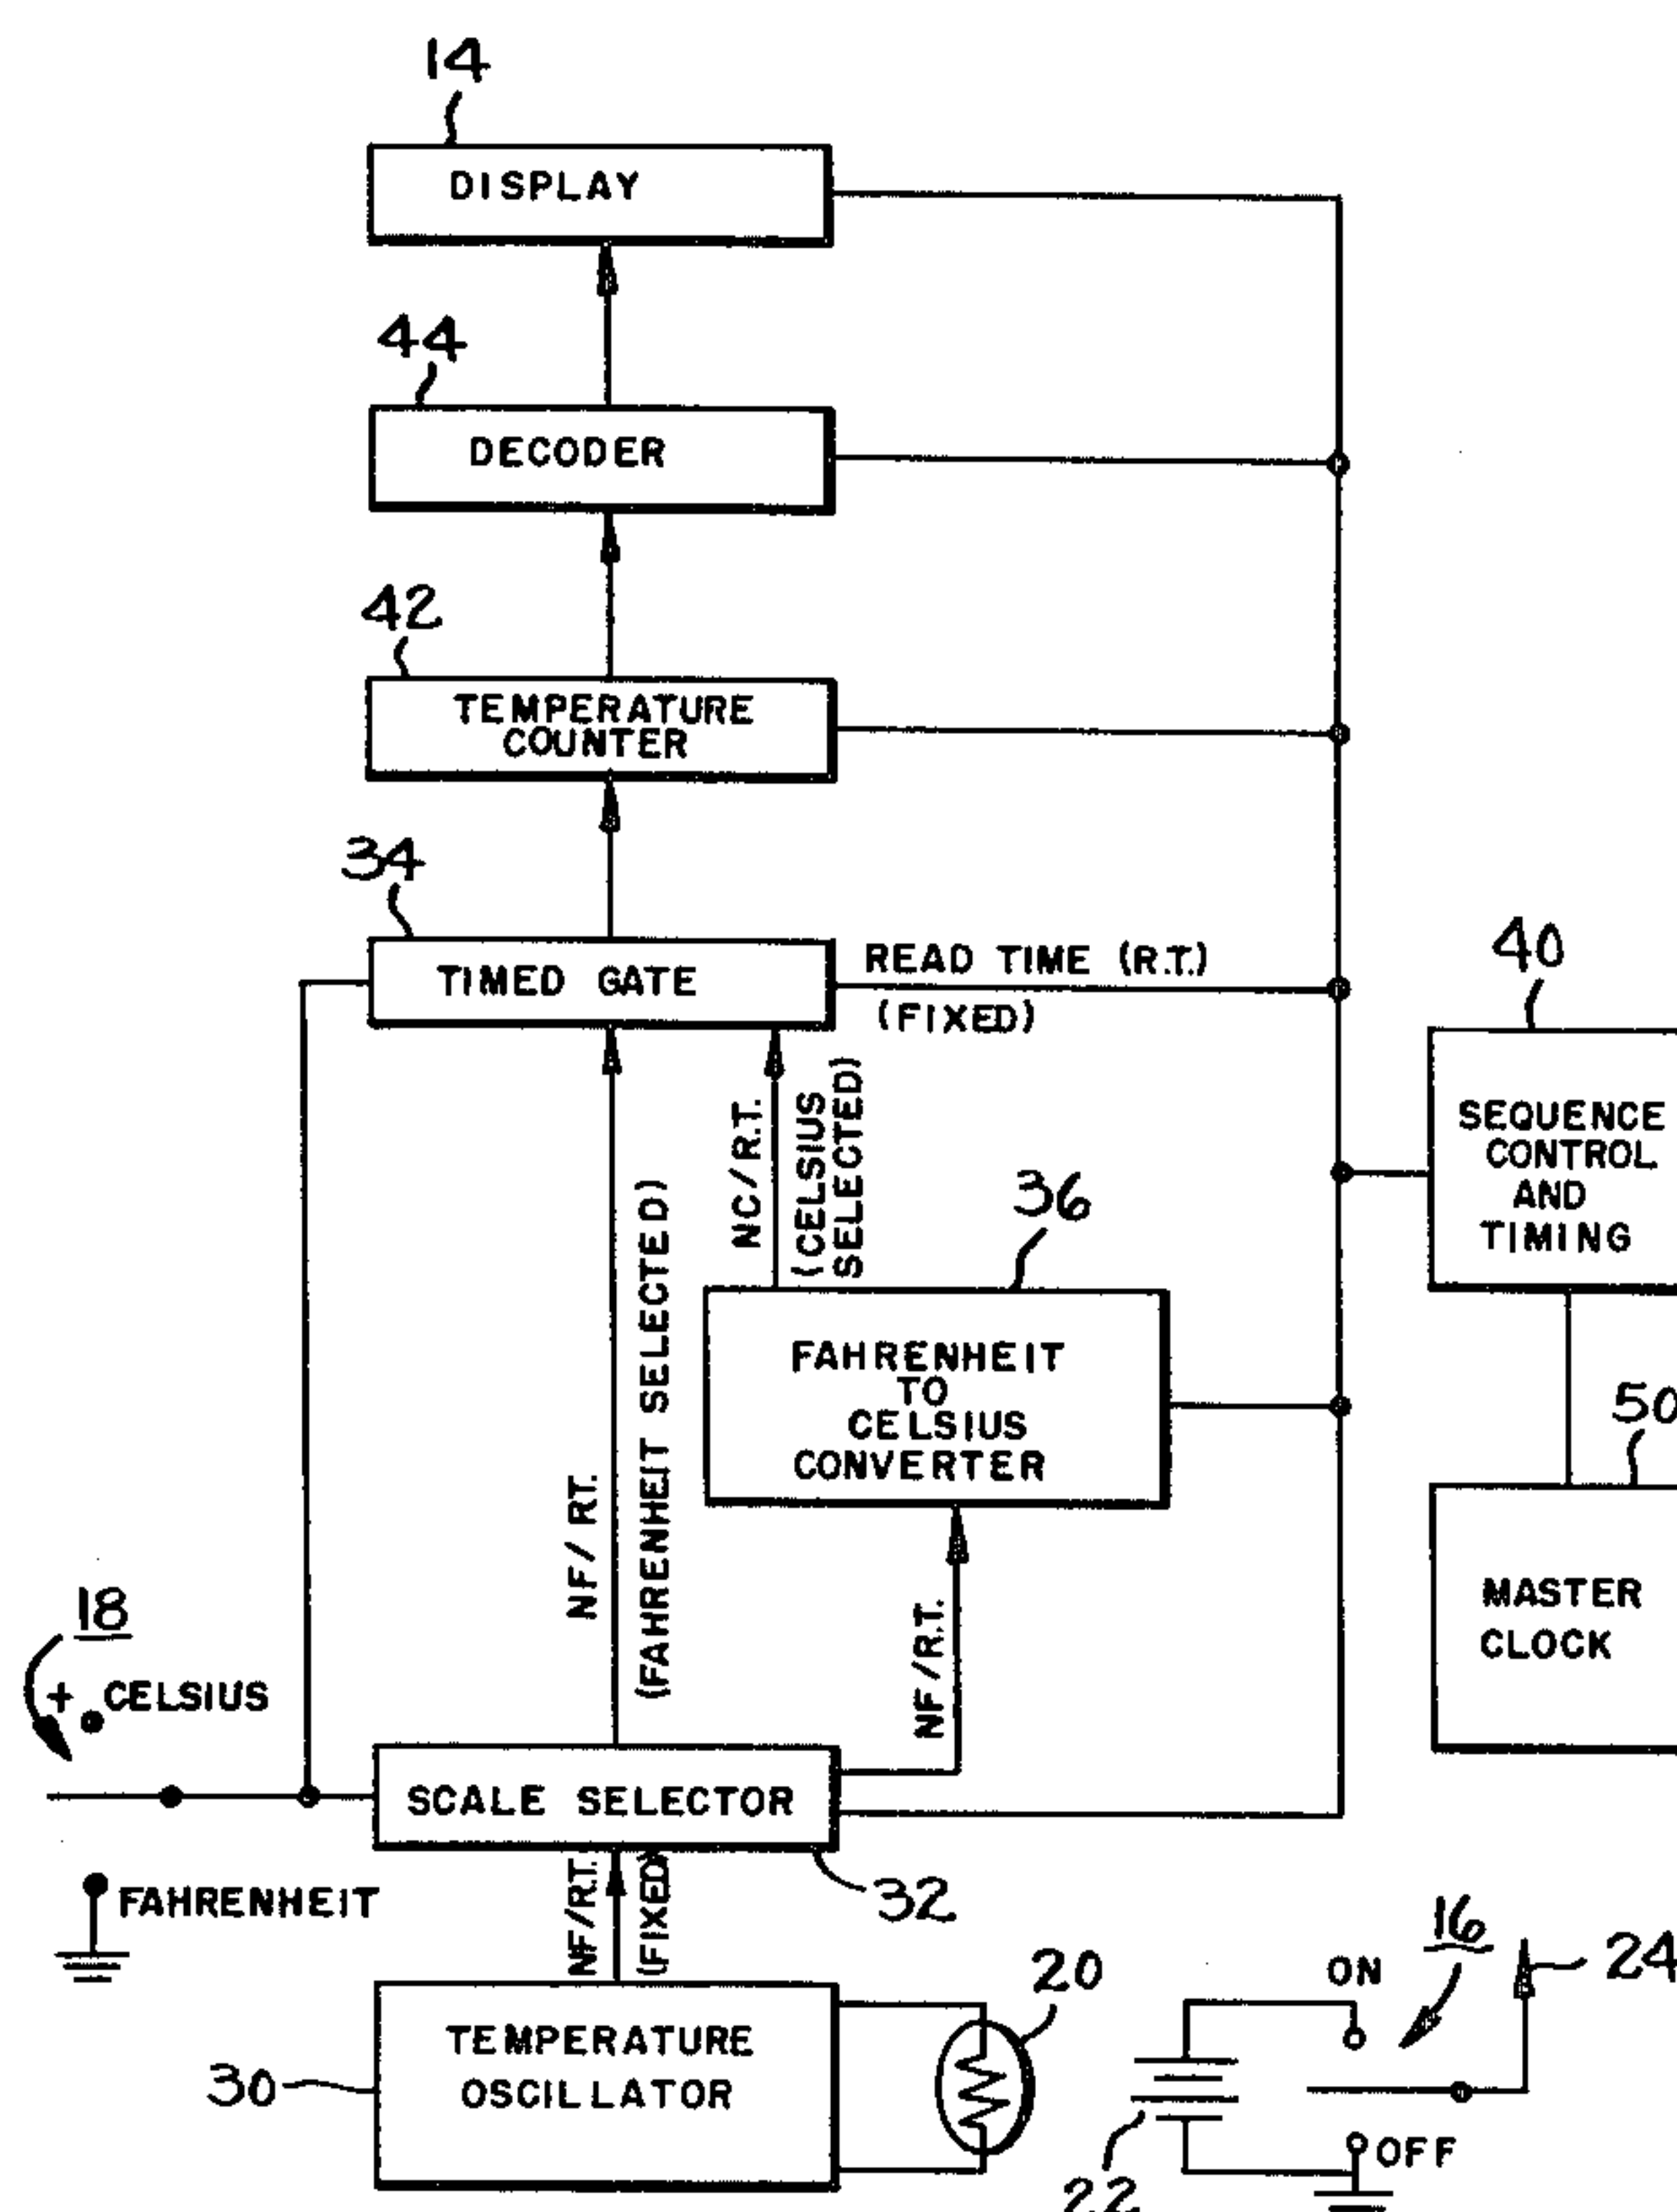 14
DISPLAY
44
DECODER
42
TEMPERATURE
COUNTER
34
TIMED GATE
READ TIME (R.T.)
(FIXED)
40
SEQUENCE
CONTROL
AND
TIMING
NC/R.T.
(CELSIUS
SELECTED)
36
FAHRENHEIT
TO
CELSIUS
CONVERTER
NF/RT.
(FAHRENHEIT SELECTED)
NF/R.T.
50
MASTER
CLOCK
18
+ CELSIUS
SCALE SELECTOR
32
FAHRENHEIT
NF/R.T.
(FIXED)
TEMPERATURE
OSCILLATOR
30
20
16
24
ON
OFF
22